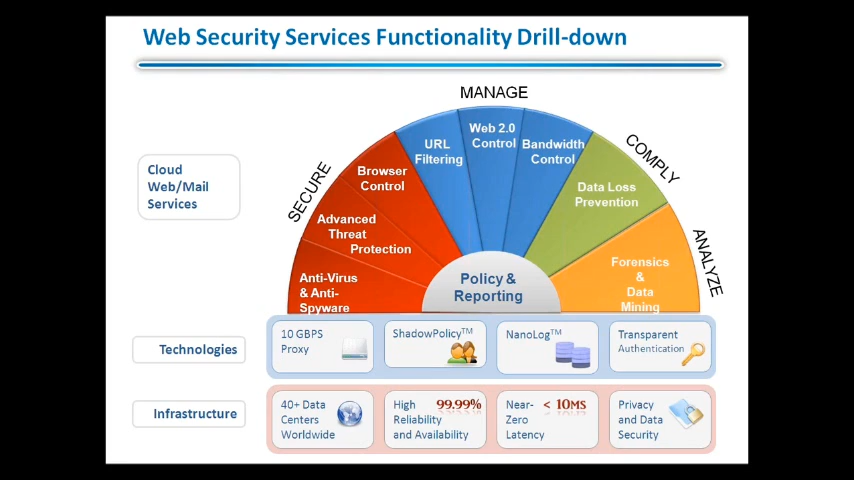 Web Security Services Functionality Drill-down
MANAGE
SECURE
COMPLY
ANALYZE
Cloud
Web/Mail
Services
Anti-Virus
& Anti-
Spyware
Advanced
Threat
Protection
Browser
Control
URL
Filtering
Web 2.0
Control
Bandwidth
Control
Data Loss
Prevention
Forensics
&
Data
Mining
Policy &
Reporting
Technologies
10 GBPS
Proxy
ShadowPolicy™
NanoLog™
Transparent
Authentication
Infrastructure
40+ Data
Centers
Worldwide
High 99.99%
Reliability
and Availability
Near- < 10MS
Zero
Latency
Privacy
and Data
Security